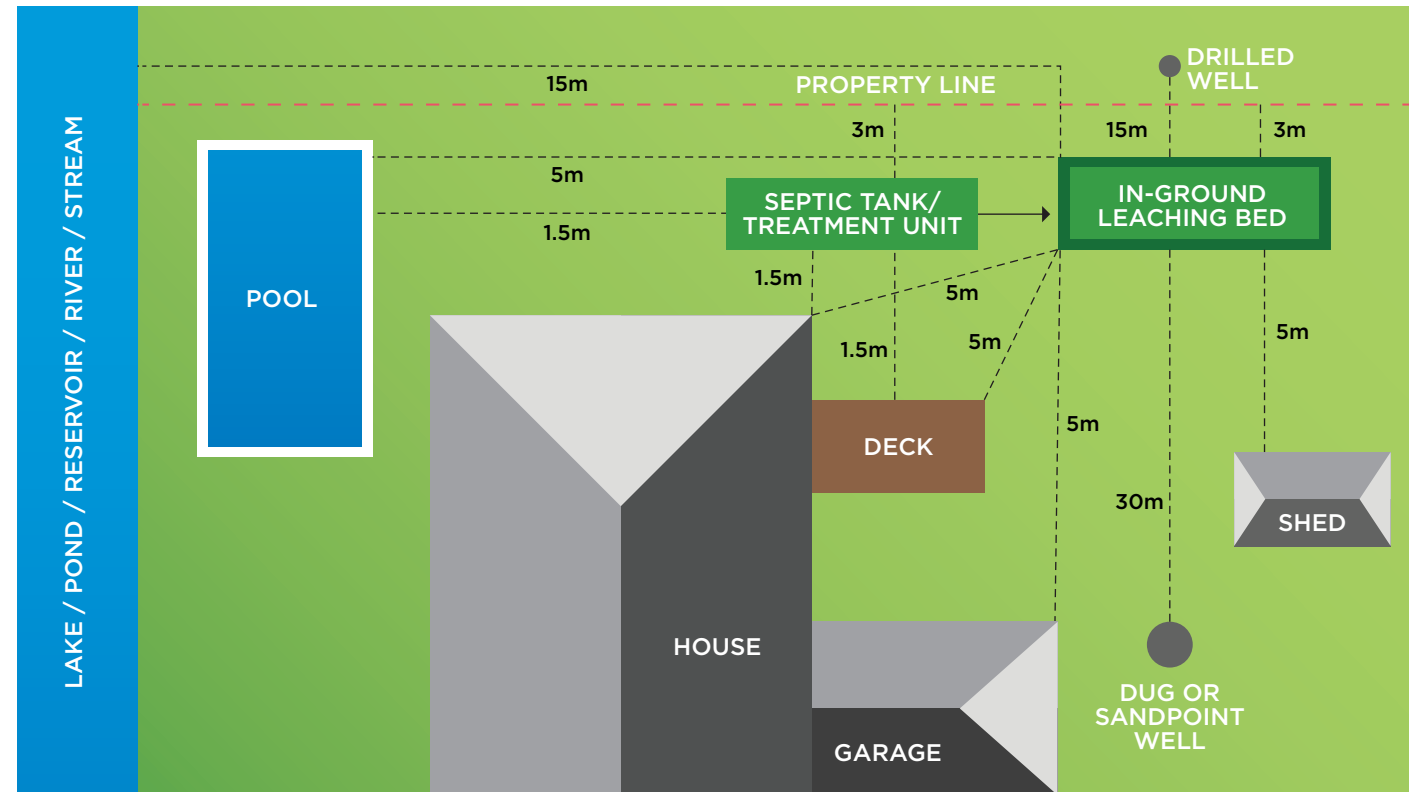 LAKE / POND / RESERVOIR / RIVER / STREAM
15m
PROPERTY LINE
DRILLED
WELL
3m
15m
3m
5m
SEPTIC TANK/
TREATMENT UNIT
IN-GROUND
LEACHING BED
1.5m
1.5m
5m
POOL
1.5m
5m
5m
DECK
5m
30m
SHED
HOUSE
DUG OR
SANDPOINT
WELL
GARAGE